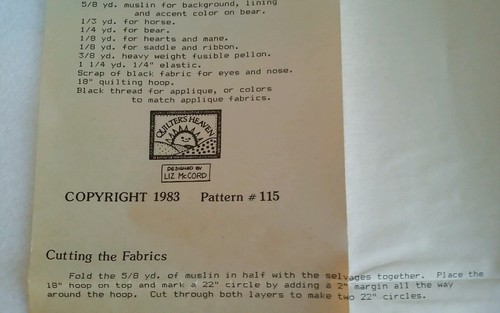 5/8 yd. muslin for background, lining
and accent color on bear.
1/3 yd. for horse.
1/4 yd. for bear.
1/8 yd. for hearts and mane.
1/8 yd. for saddle and ribbon.
3/8 yd. heavy weight fusible pellon.
1 1/4 yd. 1/4" elastic.
Scrap of black fabric for eyes and nose.
18" quilting hoop.
Black thread for applique, or colors
to match applique fabrics.
QUILTER'S HEAVEN
DESIGNED BY
LIZ McCORD
COPYRIGHT 1983 Pattern # 115
Cutting the Fabrics
Fold the 5/8 yd. of muslin in half with the selvages together. Place the
18" hoop on top and mark a 22" circle by adding a 2" margin all the way
around the hoop. Cut through both layers to make two 22" circles.